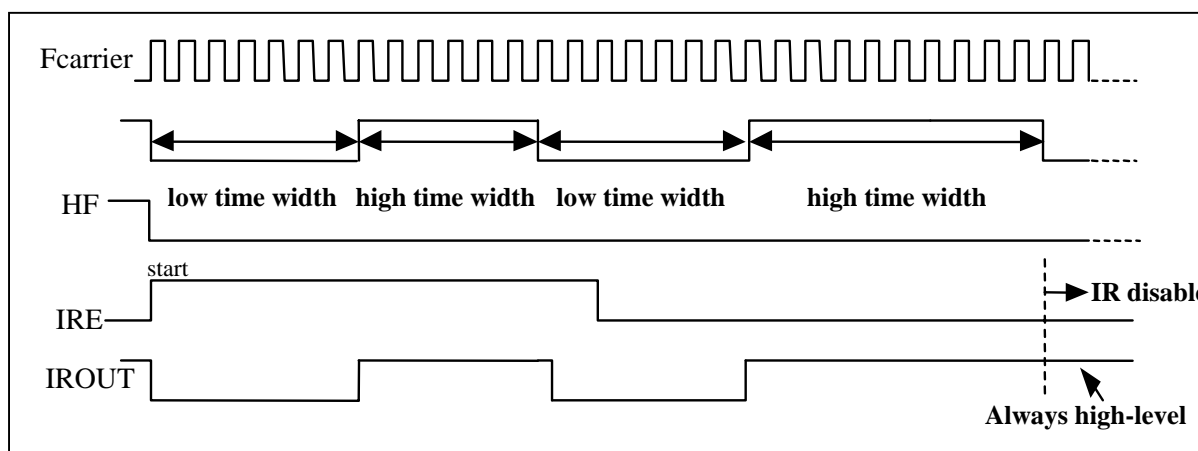 Fcarrier
low time width high time width low time width high time width
HF
start
IR disable
IRE
IROUT
Always high-level